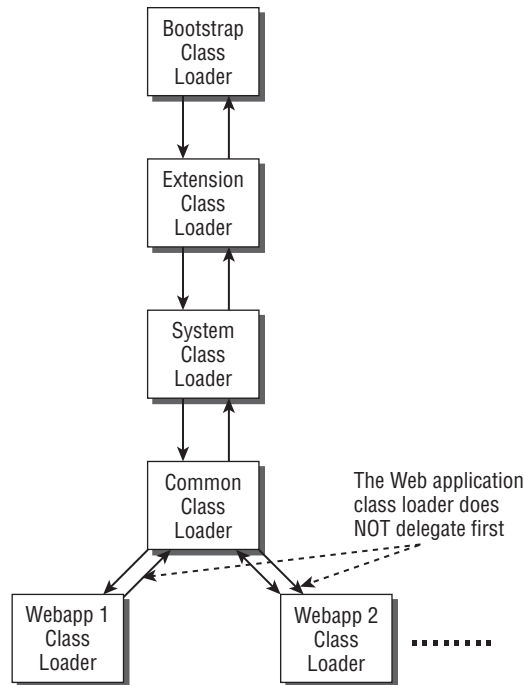 Bootstrap
Class
Loader
Extension
Class
Loader
System
Class
Loader
Common
Class
Loader
The Web application
class loader does
NOT delegate first
Webapp 1
Class
Loader
Webapp 2
Class
Loader